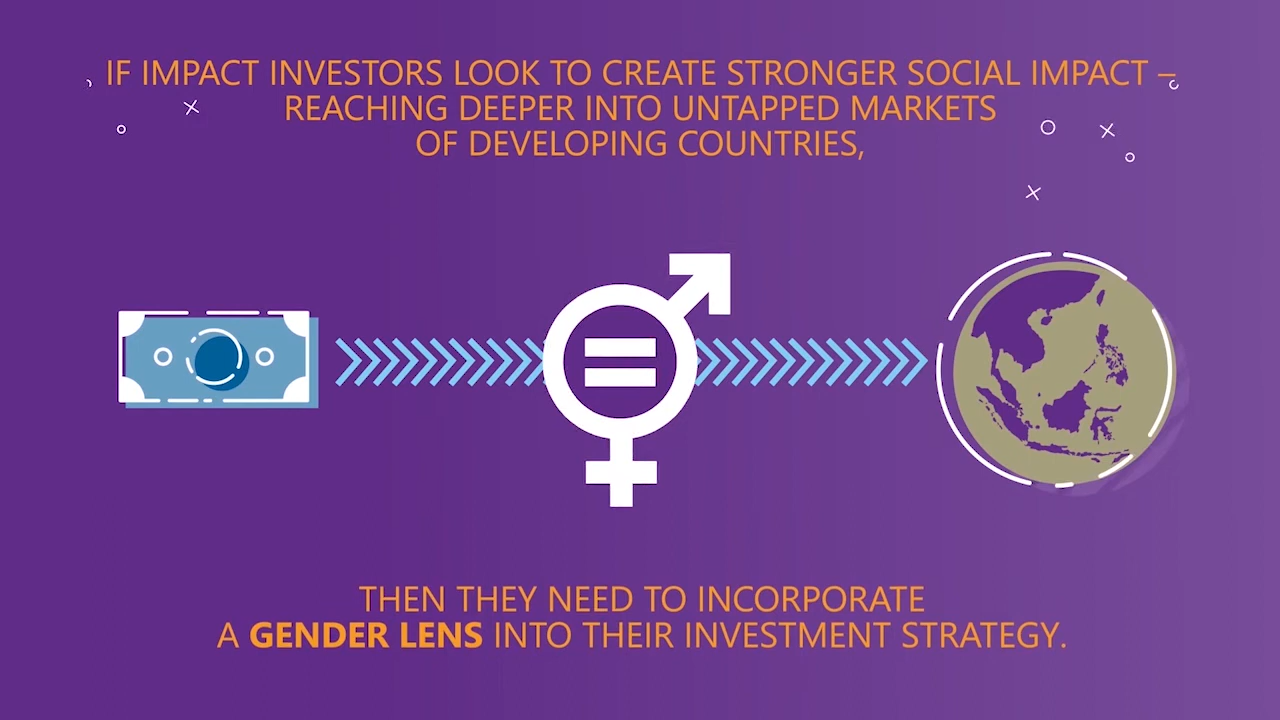 IF IMPACT INVESTORS LOOK TO CREATE STRONGER SOCIAL IMPACT –
REACHING DEEPER INTO UNTAPPED MARKETS
OF DEVELOPING COUNTRIES,
THEN THEY NEED TO INCORPORATE
A GENDER LENS INTO THEIR INVESTMENT STRATEGY.